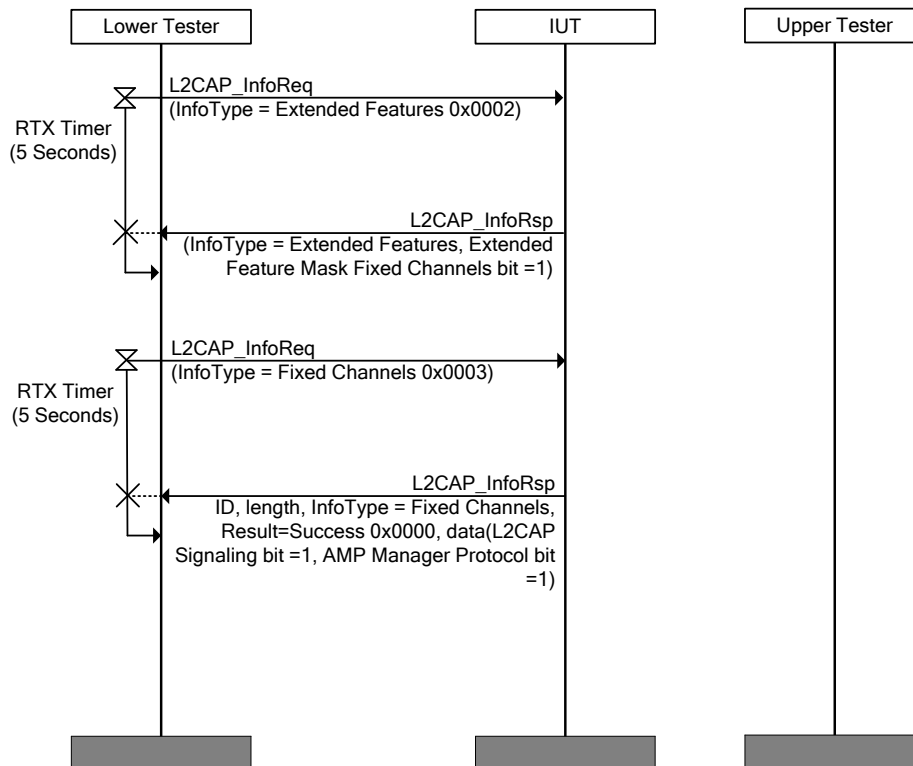 Lower Tester
IUT
Upper Tester
L2CAP_InfoReq
(InfoType = Extended Features 0x0002)
RTX Timer
(5 Seconds)
L2CAP_InfoRsp
(InfoType = Extended Features, Extended
Feature Mask Fixed Channels bit =1)
L2CAP_InfoReq
(InfoType = Fixed Channels 0x0003)
RTX Timer
(5 Seconds)
L2CAP_InfoRsp
ID, length, InfoType = Fixed Channels,
Result=Success 0x0000, data(L2CAP
Signaling bit =1, AMP Manager Protocol bit
=1)